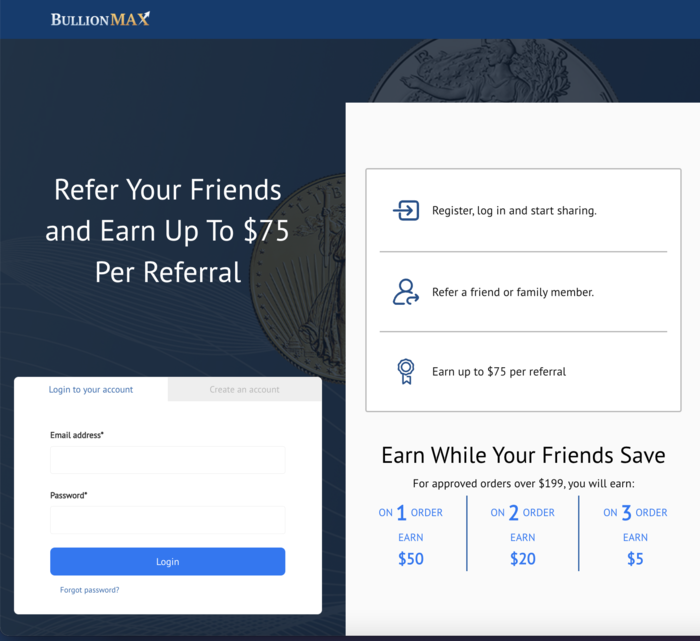 BULLIONMAX
Refer Your Friends
and Earn Up To $75
Per Referral
Login to your account
Create an account
Email address*
Password*
Login
Forgot password?
Register, log in and start sharing.
Refer a friend or family member.
Earn up to $75 per referral
Earn While Your Friends Save
For approved orders over $199, you will earn:
ON 1 ORDER
EARN
$50
ON 2 ORDER
EARN
$20
ON 3 ORDER
EARN
$5